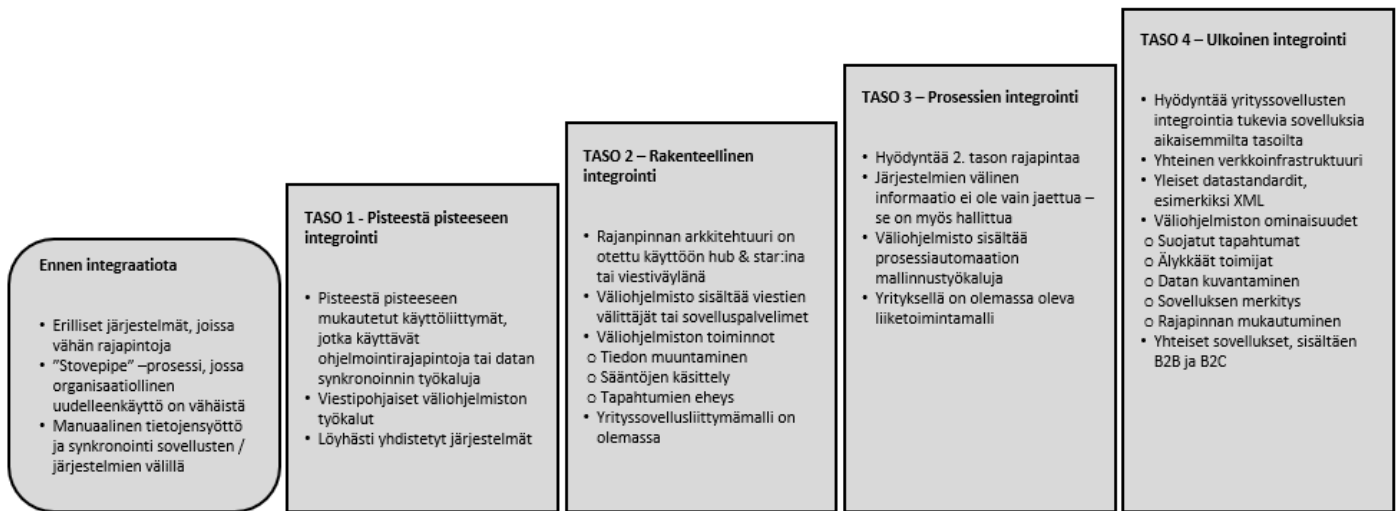 Ennen integraatiota
• Erilliset järjestelmät, joissa
vähän rajapintoja
• ”Stovepipe” –prosessi, jossa
organisaatiollinen
uudelleenkäyttö on vähäistä
• Manuaalinen tietojensyöttö
ja synkronointi sovellusten /
järjestelmien välillä
TASO 1 - Pisteestä pisteeseen
integrointi
• Pisteestä pisteeseen
mukautetut käyttöliittymät,
jotka käyttävät
ohjelmointirajapintoja tai datan
synkronoinnin työkaluja
• Viestipohjaiset väliohjelmiston
työkalut
• Löyhästi yhdistetyt järjestelmät
TASO 2 – Rakenteellinen
integrointi
• Rajanpinnan arkkitehtuuri on
otettu käyttöön hub & star:ina
tai viestiväylänä
• Väliohjelmisto sisältää viestien
välittäjät tai sovelluspalvelimet
• Väliohjelmiston toiminnot
o Tiedon muuntaminen
o Sääntöjen käsittely
o Tapahtumien eheys
• Yrityssovellusliittymämalli on
olemassa
TASO 3 – Prosessien integrointi
• Hyödyntää 2. tason rajapintaa
• Järjestelmien välinen
informaatio ei ole vain jaettua –
se on myös hallittua
• Väliohjelmisto sisältää
prosessiautomaation
mallinnustyökaluja
• Yrityksellä on olemassa oleva
liiketoimintamalli
TASO 4 – Ulkoinen integrointi
• Hyödyntää yrityssovellusten
integrointia tukevia sovelluksia
aikaisemmilta tasoilta
• Yhteinen verkkoinfrastruktuuri
• Yleiset datastandardit,
esimerkiksi XML
• Väliohjelmiston ominaisuudet
o Suojatut tapahtumat
o Älykkäät toimijat
o Datan kuvantaminen
o Sovelluksen merkitys
o Rajapinnan mukautuminen
• Yhteiset sovellukset, sisältäen
B2B ja B2C